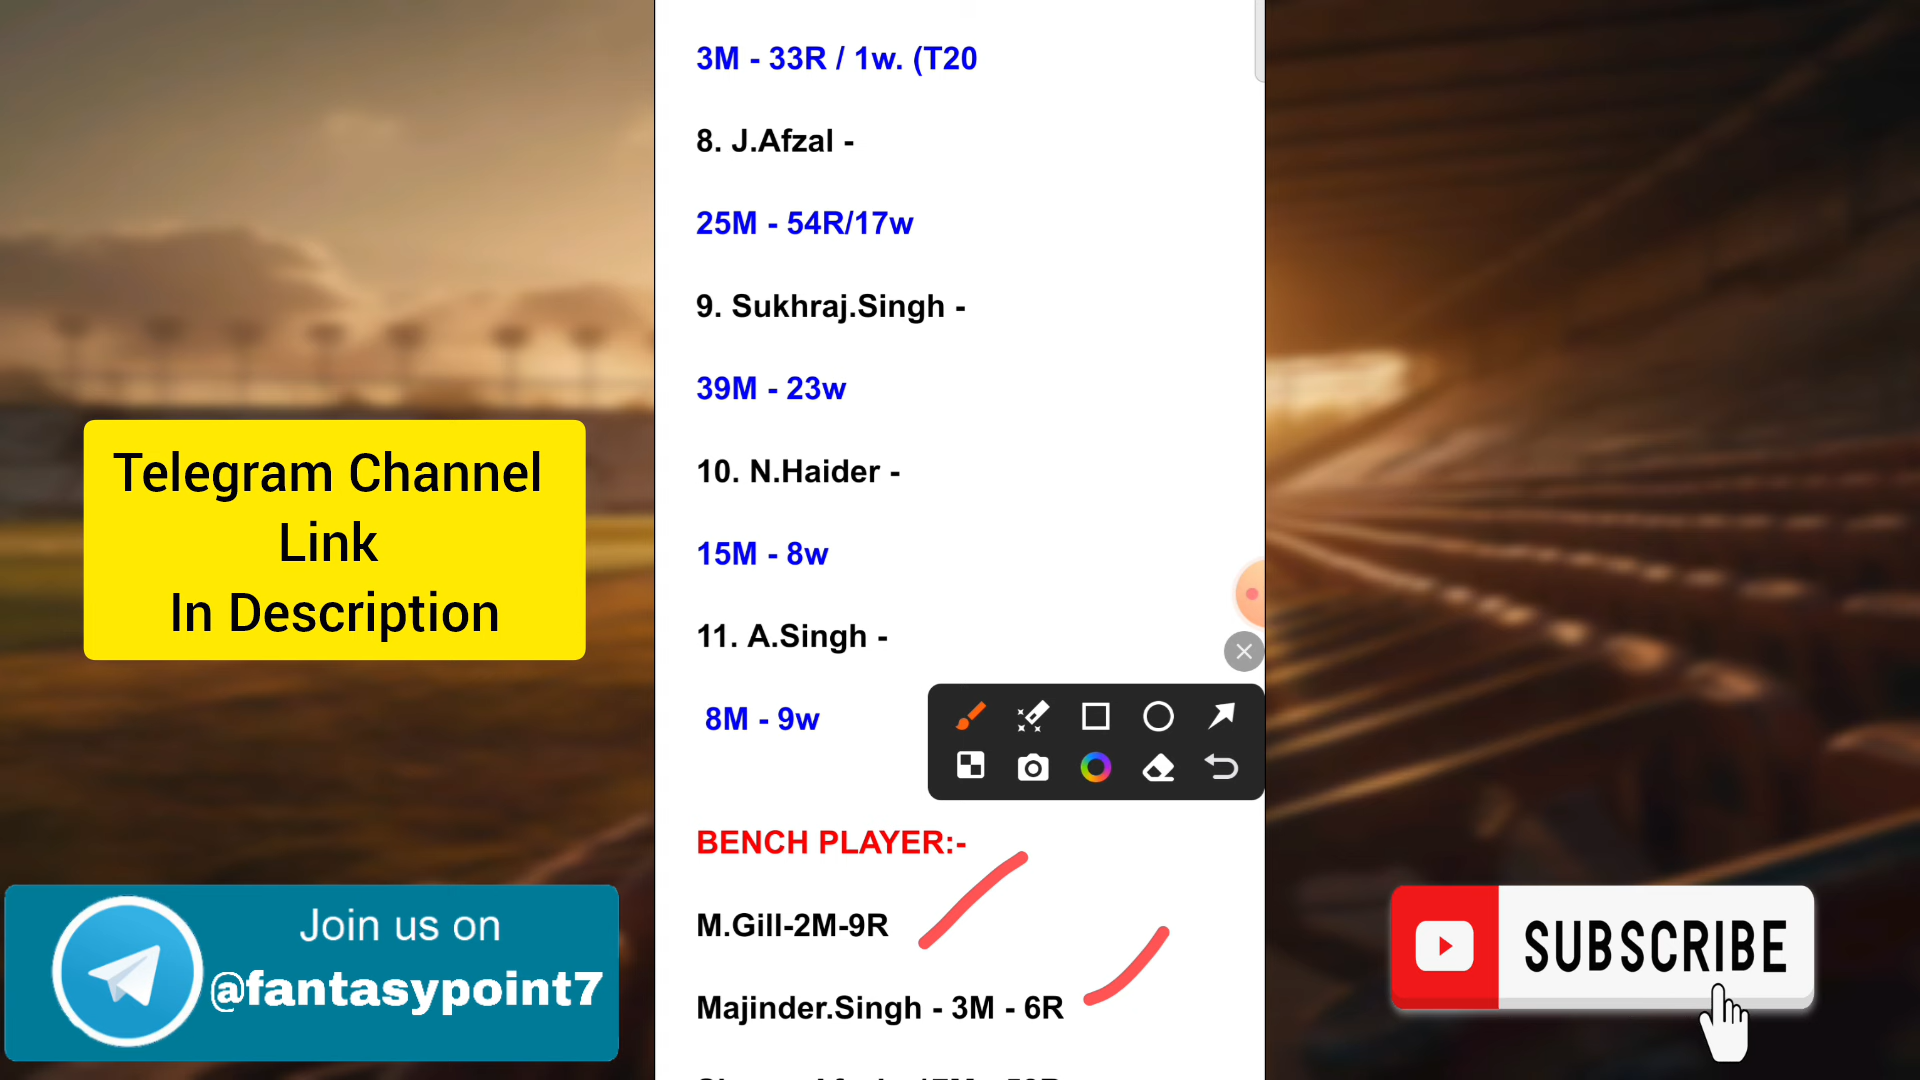 3M - 33R / 1w. (T20
8. J.Afzal -
25M - 54R/17w
9. Sukhraj.Singh -
39M - 23w
10. N.Haider -
15M - 8w
11. A.Singh -
8M - 9w
BENCH PLAYER:-
M.Gill-2M-9R
Majinder.Singh - 3M - 6R
Telegram Channel
Link
In Description
Join us on
@fantasypoint7
SUBSCRIBE